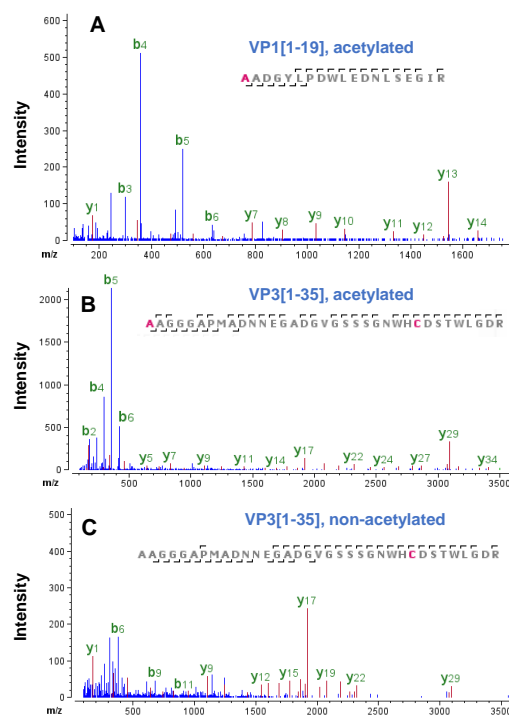 A
VP1[1-19], acetylated
AADGYLPDWLEDNLSEGIR
Intensity
600
500
400
300
200
100
0
b4
b5
b3
y1
b6
y7
y8
y9
y10
y11
y12
y13
y14
m/z
200 400 600 800 1000 1200 1400 1600
B
VP3[1-35], acetylated
AAGGGAPMADNNEGADGVGSSSGNWHCDSTWLGDR
Intensity
2000
1500
1000
500
0
b5
b4
b6
b2
y5
y7
y9
y11
y14
y17
y22
y24
y27
y29
y34
m/z
500 1000 1500 2000 2500 3000 3500
C
VP3[1-35], non-acetylated
AAGGGAPMADNNEGADGVGSSSGNWHCDSTWLGDR
Intensity
500
400
300
200
100
0
y1
b6
b9
b11
y9
y12
y15
y17
y19
y22
y29
m/z
500 1000 1500 2000 2500 3000 3500